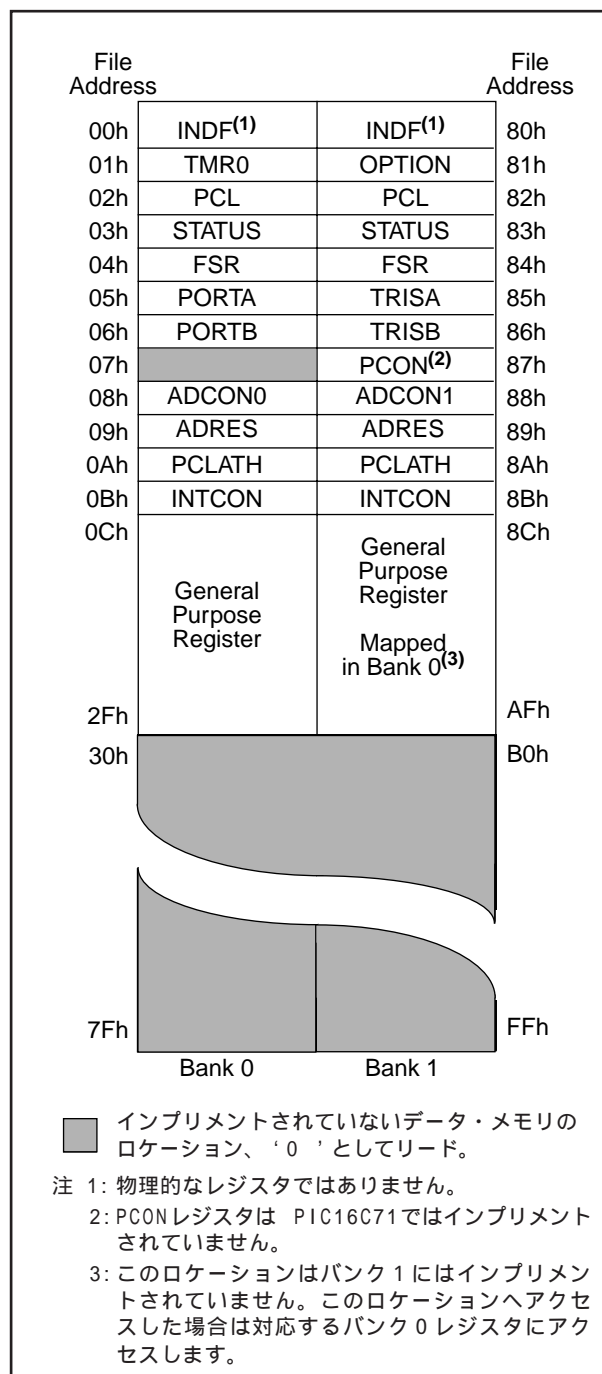 File
Address
File
Address
00h INDF(1) INDF(1) 80h
01h TMR0 OPTION 81h
02h PCL PCL 82h
03h STATUS STATUS 83h
04h FSR FSR 84h
05h PORTA TRISA 85h
06h PORTB TRISB 86h
07h PCON(2) 87h
08h ADCON0 ADCON1 88h
09h ADRES ADRES 89h
0Ah PCLATH PCLATH 8Ah
0Bh INTCON INTCON 8Bh
0Ch 8Ch
General
Purpose
Register
General
Purpose
Register
Mapped
in Bank 0(3)
2Fh AFh
30h B0h
7Fh FFh
Bank 0 Bank 1
インプリメントされていないデータ・メモリの
ロケーション、‘0 ’としてリード。
注 1: 物理的なレジスタではありません。
2: PCONレジスタは PIC16C71ではインプリメント
されていません。
3: このロケーションはバンク1にはインプリメン
トされていません。このロケーションへアクセ
スした場合は対応するバンク0レジスタにアク
セスします。